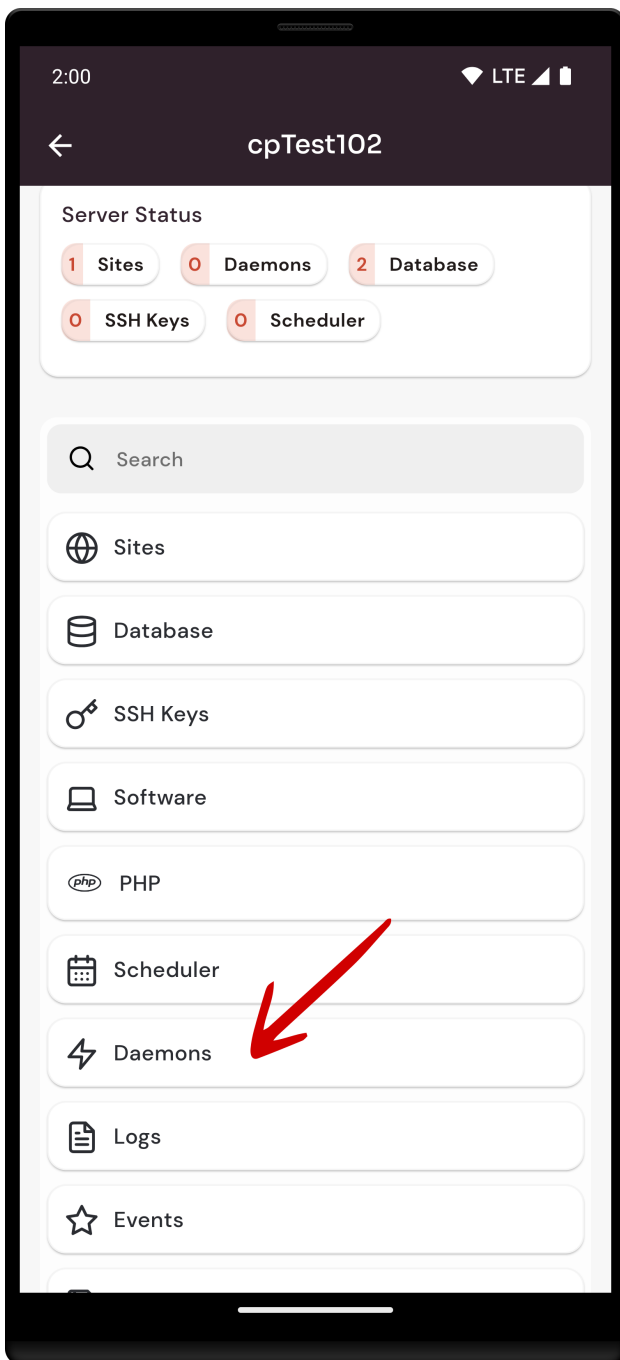 2:00 LTE
cpTest102
Server Status
1 Sites 0 Daemons 2 Database
0 SSH Keys 0 Scheduler
Search
Sites
Database
SSH Keys
Software
php PHP
Scheduler
Daemons
Logs
Events